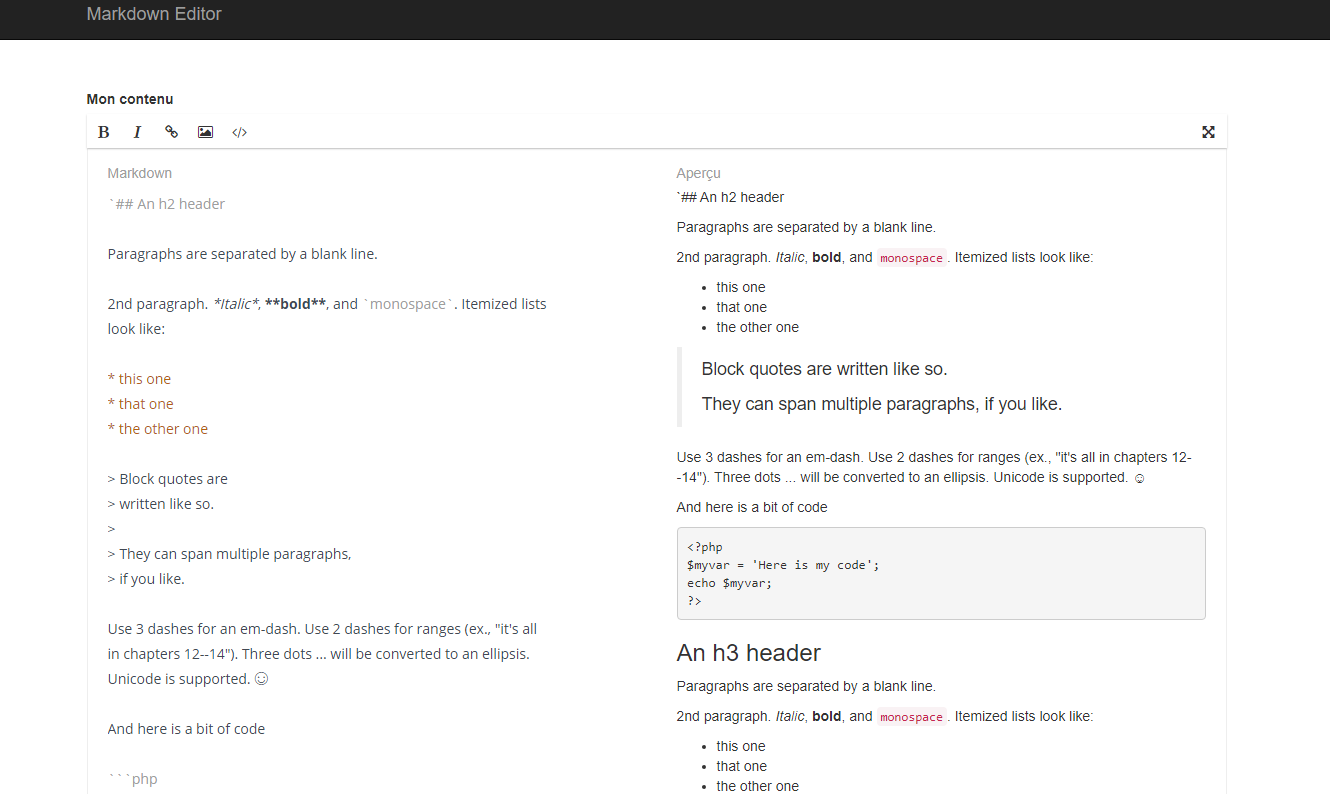 Markdown Editor
Mon contenu
B I </>
Markdown
`## An h2 header
Paragraphs are separated by a blank line.
2nd paragraph. *Italic*, **bold**, and `monospace`. Itemized lists
look like:
* this one
* that one
* the other one
> Block quotes are
> written like so.
>
> They can span multiple paragraphs,
> if you like.
Use 3 dashes for an em-dash. Use 2 dashes for ranges (ex., "it's all
in chapters 12--14"). Three dots ... will be converted to an ellipsis.
Unicode is supported. ☺
And here is a bit of code
```php
Aperçu
`## An h2 header
Paragraphs are separated by a blank line.
2nd paragraph. Italic, bold, and monospace. Itemized lists look like:
• this one
• that one
• the other one
Block quotes are written like so.
They can span multiple paragraphs, if you like.
Use 3 dashes for an em-dash. Use 2 dashes for ranges (ex., "it's all in chapters 12-
-14"). Three dots ... will be converted to an ellipsis. Unicode is supported. ☺
And here is a bit of code
<?php
$myvar = 'Here is my code';
echo $myvar;
?>
An h3 header
Paragraphs are separated by a blank line.
2nd paragraph. Italic, bold, and monospace. Itemized lists look like:
• this one
• that one
• the other one